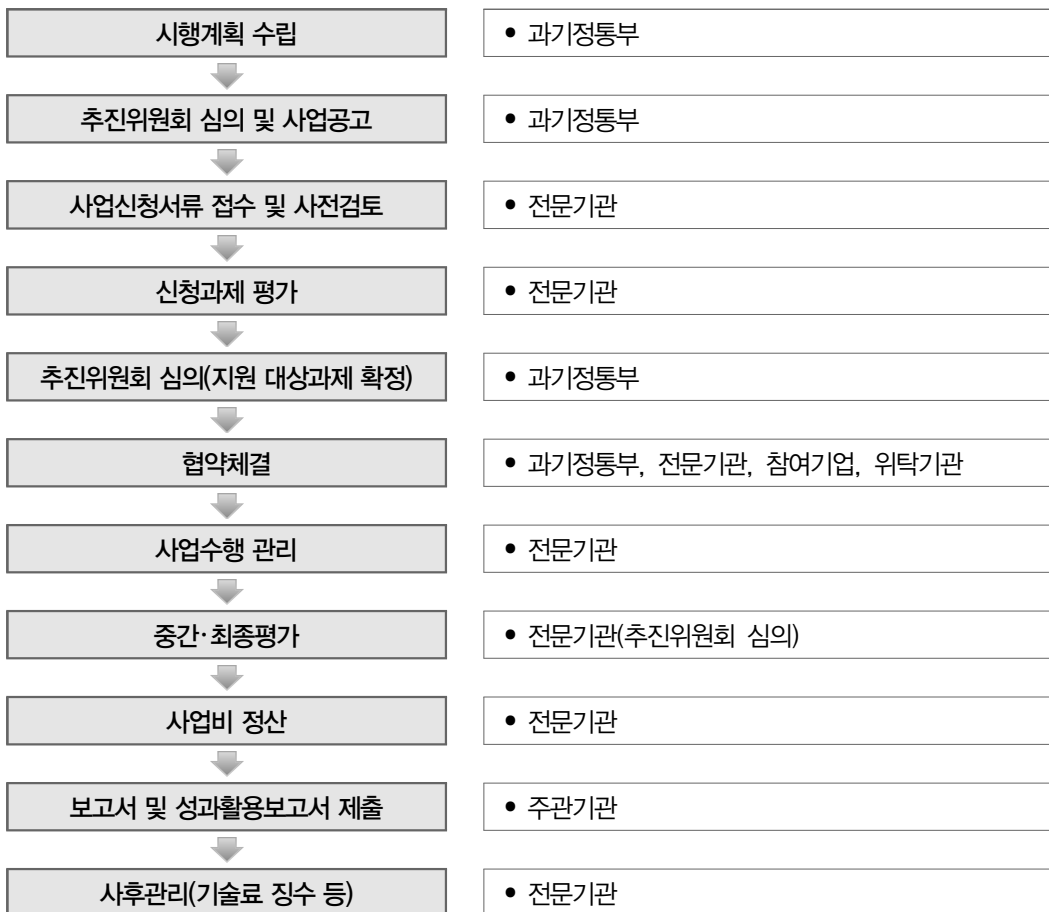 시행계획 수립
• 과기정통부
추진위원회 심의 및 사업공고
• 과기정통부
사업신청서류 접수 및 사전검토
• 전문기관
신청과제 평가
• 전문기관
추진위원회 심의(지원 대상과제 확정)
• 과기정통부
협약체결
• 과기정통부, 전문기관, 참여기업, 위탁기관
사업수행 관리
• 전문기관
중간·최종평가
• 전문기관(추진위원회 심의)
사업비 정산
• 전문기관
보고서 및 성과활용보고서 제출
• 주관기관
사후관리(기술료 징수 등)
• 전문기관